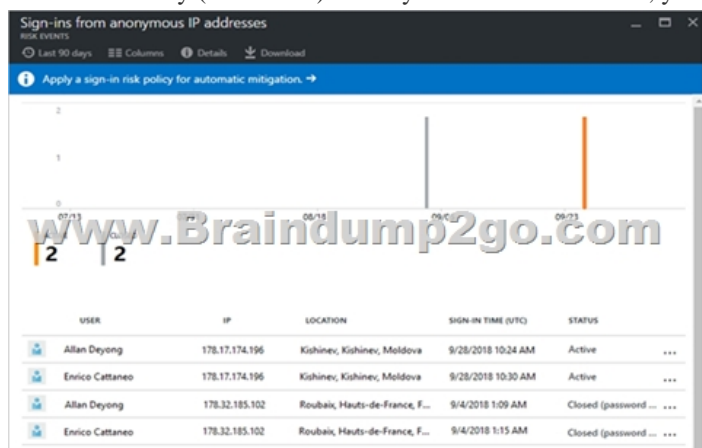 Sign-ins from anonymous IP addresses
RISK EVENTS
Last 90 days Columns Details Download
Apply a sign-in risk policy for automatic mitigation. →
2
1
0
07/13 09/23
www.Braindump2go.com
2 2
USER IP LOCATION SIGN-IN TIME (UTC) STATUS
Allan Deyong 178.17.174.196 Kishinev, Kishinev, Moldova 9/28/2018 10:24 AM Active ...
Enrico Cattaneo 178.17.174.196 Kishinev, Kishinev, Moldova 9/28/2018 10:30 AM Active ...
Allan Deyong 178.32.185.102 Roubaix, Hauts-de-France, F... 9/4/2018 1:09 AM Closed (password ... ...
Enrico Cattaneo 178.32.185.102 Roubaix, Hauts-de-France, F... 9/4/2018 1:15 AM Closed (password ... ...